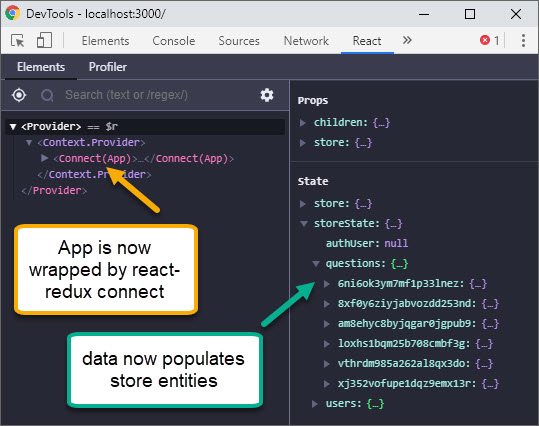 DevTools - localhost:3000/
Elements Console Sources Network React » 1
Elements Profiler
Search (text or /regex/)
<Provider> == $r
<Context.Provider>
<Connect(App)>…</Connect(App)>
</Context.Provider>
</Provider>
App is now
wrapped by react-
redux connect
data now populates
store entities
Props
children: {…}
store: {…}
State
store: {…}
storeState: {…}
authUser: null
questions: {…}
6ni6ok3ym7mf1p33lnez: {…}
8xf0y6ziyjabvozdd253nd: {…}
am8ehyc8byjqgar0jgpub9: {…}
loxhs1bqm25b708cmbf3g: {…}
vthrdm985a262al8qx3do: {…}
xj352vofupe1dqz9emx13r: {…}
users: {…}